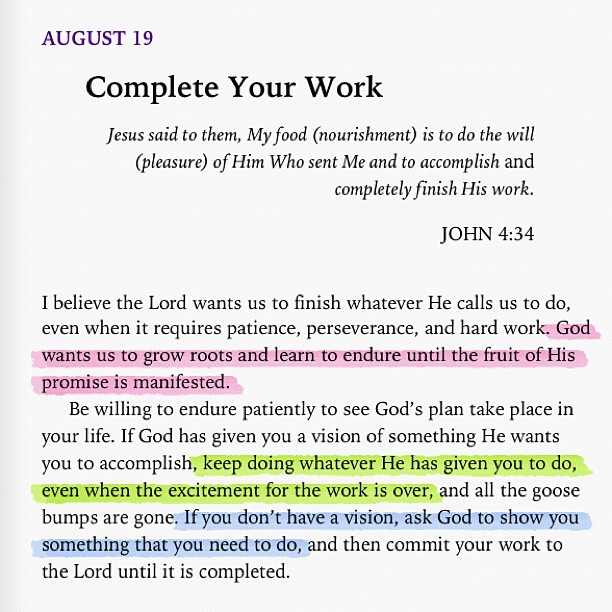 AUGUST 19
Complete Your Work
Jesus said to them, My food (nourishment) is to do the will
(pleasure) of Him Who sent Me and to accomplish and
completely finish His work.
JOHN 4:34
I believe the Lord wants us to finish whatever He calls us to do,
even when it requires patience, perseverance, and hard work. God
wants us to grow roots and learn to endure until the fruit of His
promise is manifested.
Be willing to endure patiently to see God’s plan take place in
your life. If God has given you a vision of something He wants
you to accomplish, keep doing whatever He has given you to do,
even when the excitement for the work is over, and all the goose
bumps are gone. If you don’t have a vision, ask God to show you
something that you need to do, and then commit your work to
the Lord until it is completed.